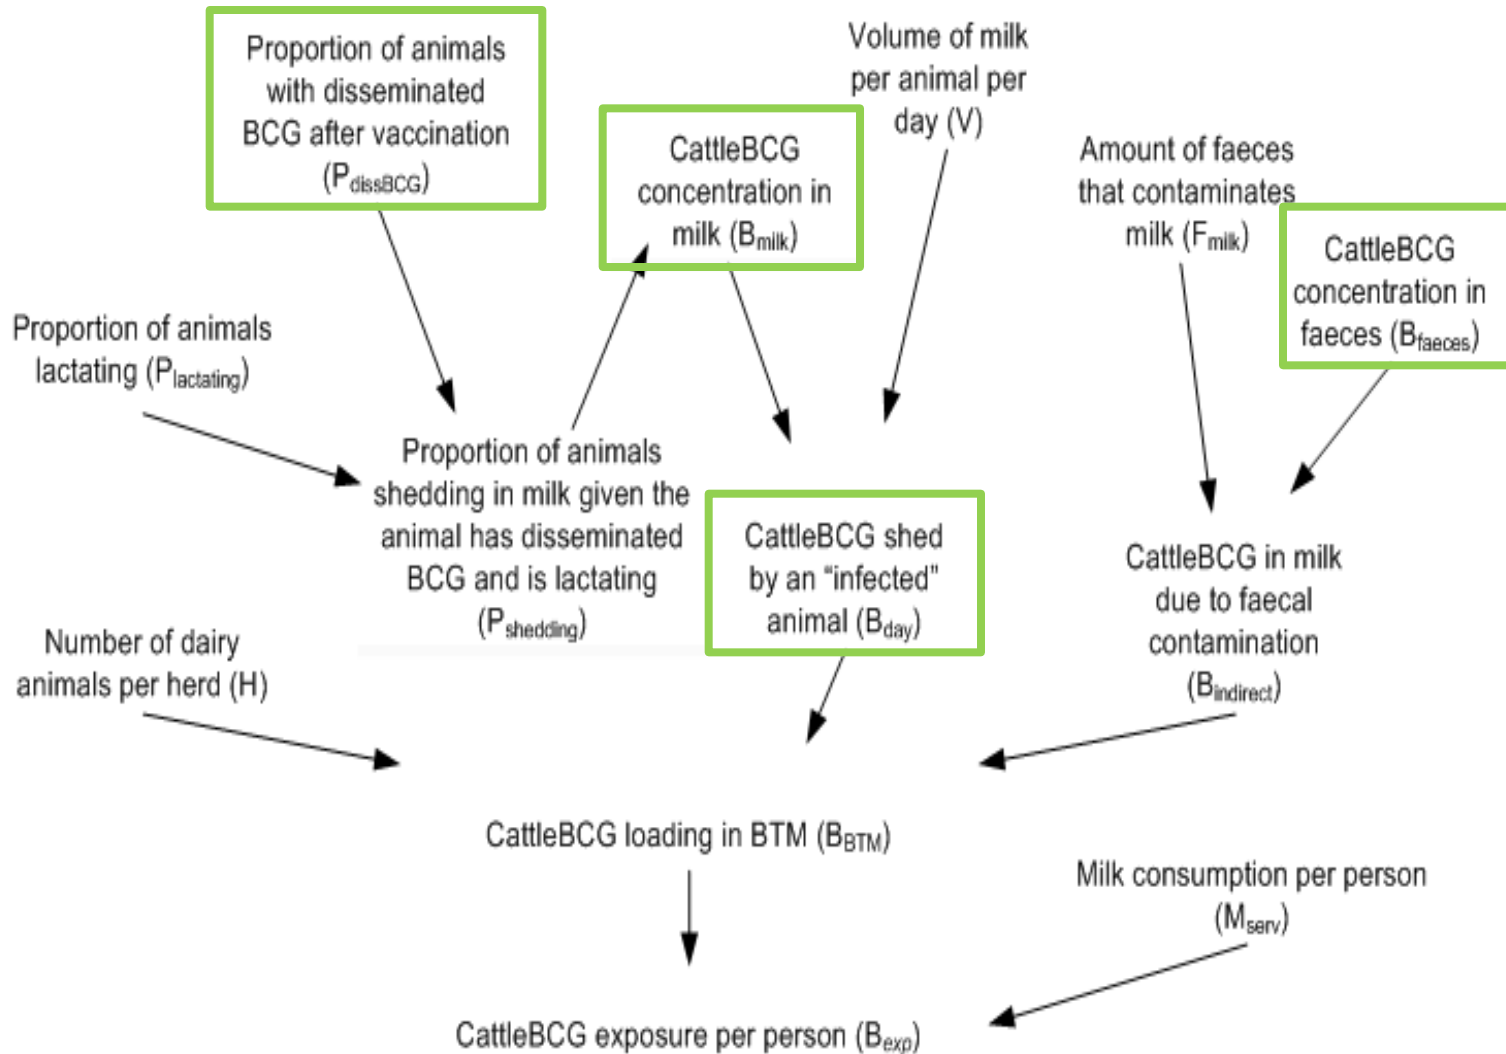 Proportion of animals
with disseminated
BCG after vaccination
(PdissBCG)
Volume of milk
per animal per
day (V)
CattleBCG
concentration in
milk (Bmilk)
Amount of faeces
that contaminates
milk (Fmilk)
CattleBCG
concentration in
faeces (Bfaeces)
Proportion of animals
lactating (Plactating)
Proportion of animals
shedding in milk given the
animal has disseminated
BCG and is lactating
(Pshedding)
CattleBCG shed
by an “infected”
animal (Bday)
CattleBCG in milk
due to faecal
contamination
(Bindirect)
Number of dairy
animals per herd (H)
CattleBCG loading in BTM (BBTM)
Milk consumption per person
(Mserv)
CattleBCG exposure per person (Bexp)